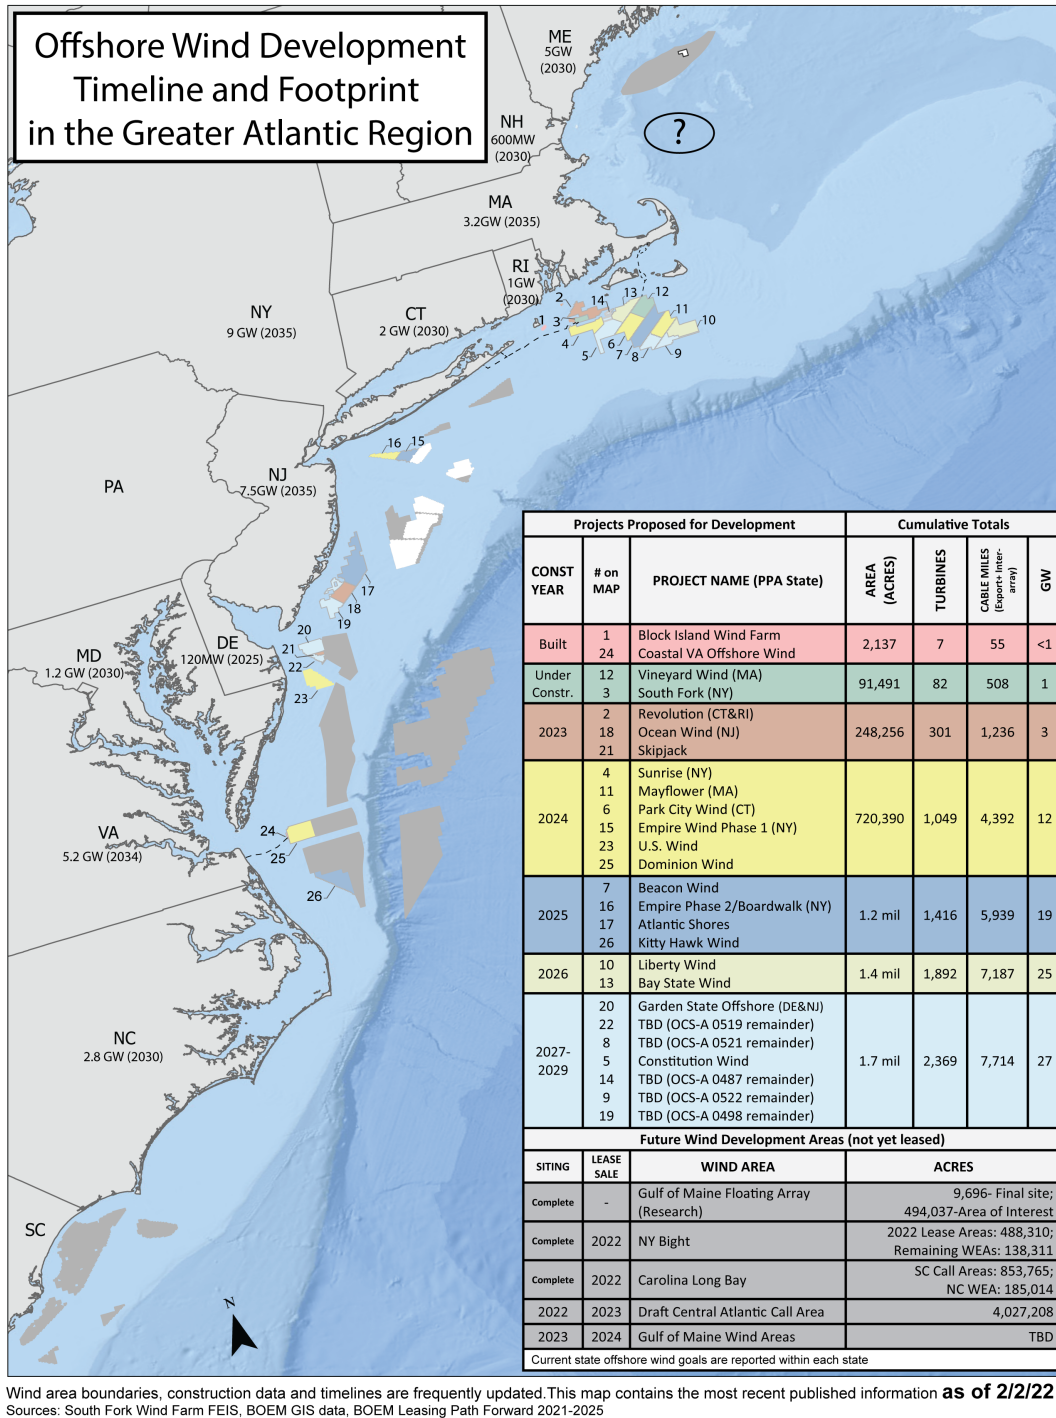 Offshore Wind Development
Timeline and Footprint
in the Greater Atlantic Region
ME
5GW
(2030)
NH
600MW
(2030)
?
MA
3.2GW (2035)
RI
1GW
(2030)
NY
9 GW (2035)
CT
2 GW (2030)
1
2
3
4
5
6
7
8
9
10
11
12
13
14
16
15
PA
NJ
7.5GW (2035)
17
18
19
20
21
22
23
DE
120MW (2025)
MD
1.2 GW (2030)
VA
5.2 GW (2034)
24
25
26
NC
2.8 GW (2030)
SC
N
Projects Proposed for Development Cumulative Totals
CONST YEAR # on MAP PROJECT NAME (PPA State) AREA (ACRES) TURBINES CABLE MILES (Export+ Inter-array) GW
Built 1 Block Island Wind Farm 2,137 7 55 <1
24 Coastal VA Offshore Wind
Under Constr. 12 Vineyard Wind (MA) 91,491 82 508 1
3 South Fork (NY)
2023 2 Revolution (CT&RI) 248,256 301 1,236 3
18 Ocean Wind (NJ)
21 Skipjack
2024 4 Sunrise (NY) 720,390 1,049 4,392 12
11 Mayflower (MA)
6 Park City Wind (CT)
15 Empire Wind Phase 1 (NY)
23 U.S. Wind
25 Dominion Wind
2025 7 Beacon Wind 1.2 mil 1,416 5,939 19
16 Empire Phase 2/Boardwalk (NY)
17 Atlantic Shores
26 Kitty Hawk Wind
2026 10 Liberty Wind 1.4 mil 1,892 7,187 25
13 Bay State Wind
2027-2029 20 Garden State Offshore (DE&NJ) 1.7 mil 2,369 7,714 27
22 TBD (OCS-A 0519 remainder)
8 TBD (OCS-A 0521 remainder)
5 Constitution Wind
14 TBD (OCS-A 0487 remainder)
9 TBD (OCS-A 0522 remainder)
19 TBD (OCS-A 0498 remainder)
Future Wind Development Areas (not yet leased)
SITING LEASE SALE WIND AREA ACRES
Complete - Gulf of Maine Floating Array (Research) 9,696- Final site; 494,037-Area of Interest
Complete 2022 NY Bight 2022 Lease Areas: 488,310; Remaining WEAs: 138,311
Complete 2022 Carolina Long Bay SC Call Areas: 853,765; NC WEA: 185,014
2022 2023 Draft Central Atlantic Call Area 4,027,208
2023 2024 Gulf of Maine Wind Areas TBD
Current state offshore wind goals are reported within each state
Wind area boundaries, construction data and timelines are frequently updated.This map contains the most recent published information as of 2/2/22
Sources: South Fork Wind Farm FEIS, BOEM GIS data, BOEM Leasing Path Forward 2021-2025